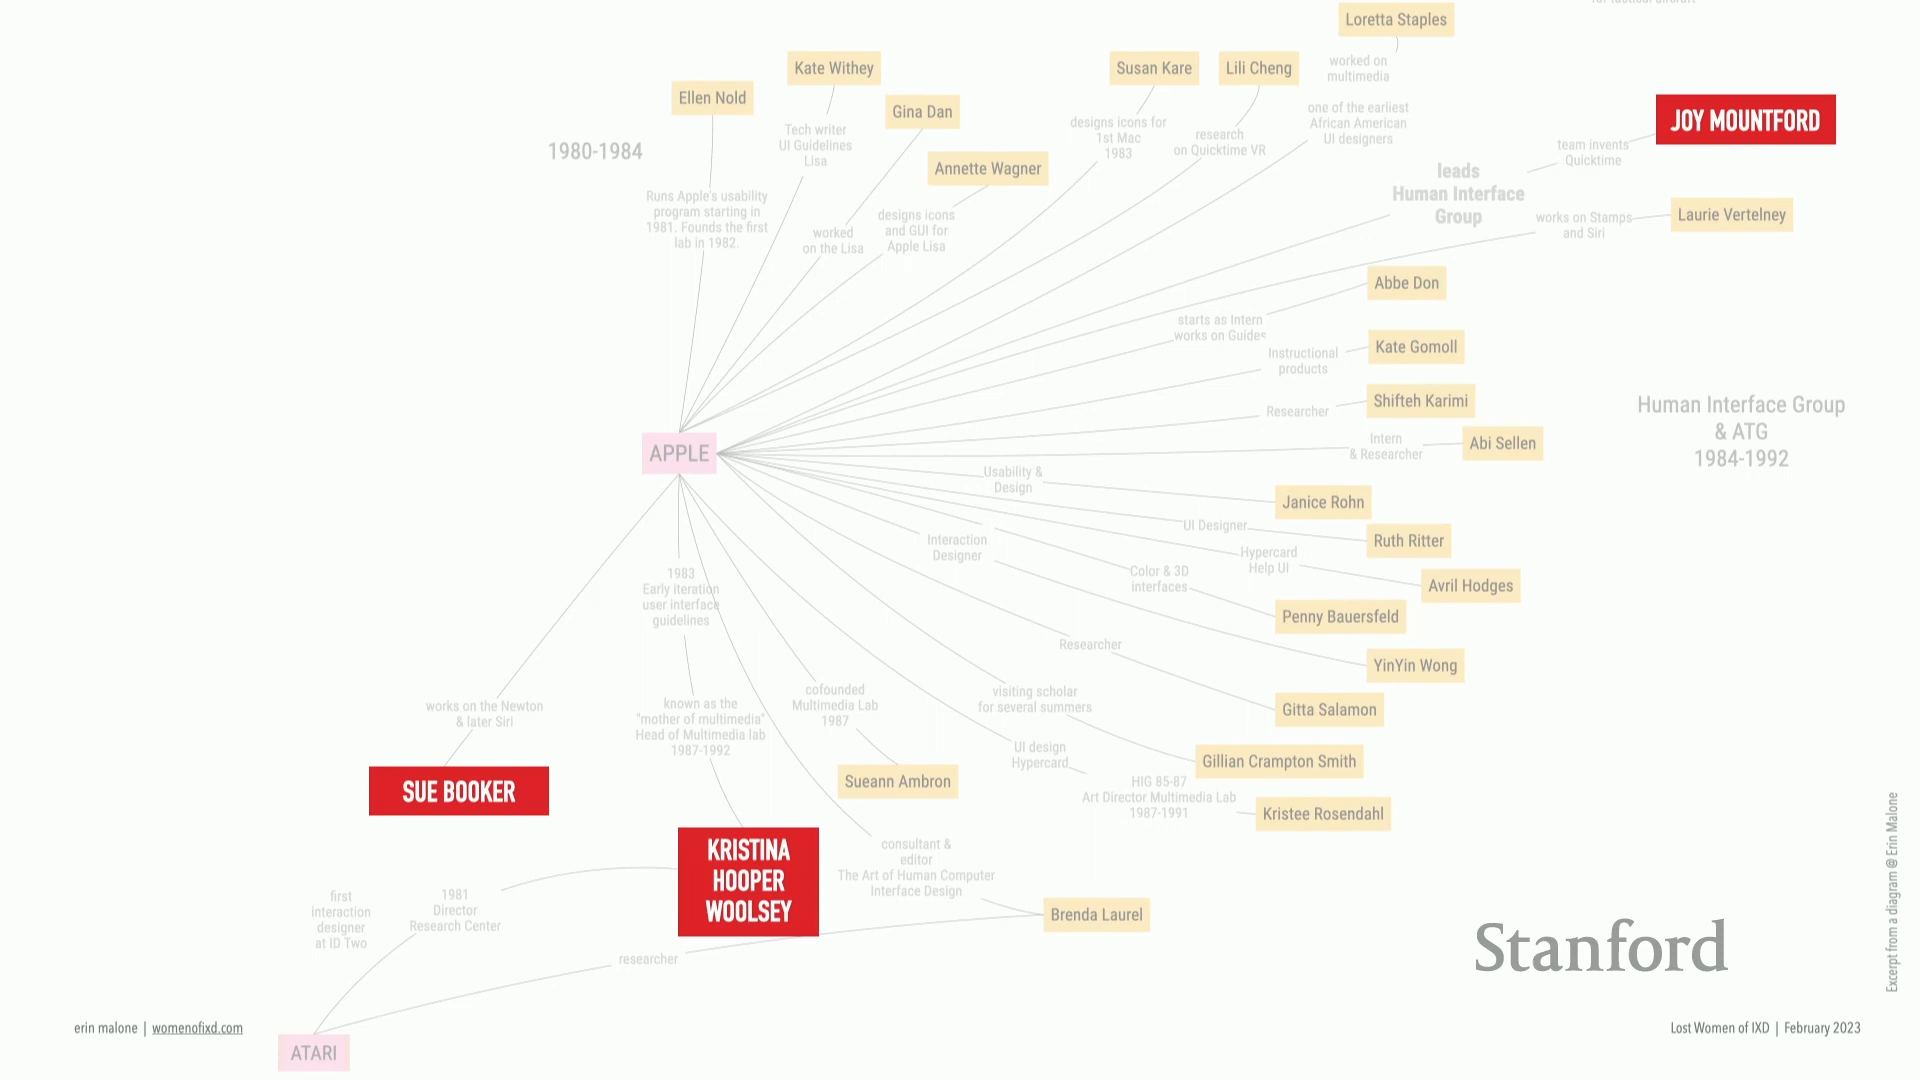 for tactical aircraft
Loretta Staples
Kate Withey
Susan Kare
Lili Cheng
worked on
multimedia
Ellen Nold
Gina Dan
JOY MOUNTFORD
one of the earliest
African American
UI designers
designs icons for
1st Mac
1983
research
on Quicktime VR
Tech writer
UI Guidelines
Lisa
1980-1984
team invents
Quicktime
Annette Wagner
leads
Human Interface
Group
Runs Apple's usability
program starting in
1981. Founds the first
lab in 1982.
designs icons
and GUI for
Apple Lisa
worked
on the Lisa
works on Stamps
and Siri
Laurie Vertelney
Abbe Don
starts as Intern
works on Guides
Instructional
products
Kate Gomoll
Researcher
Shifteh Karimi
Human Interface Group
& ATG
1984-1992
Intern
& Researcher
Abi Sellen
APPLE
Usability &
Design
Janice Rohn
UI Designer
Ruth Ritter
Interaction
Designer
Hypercard
Help UI
Avril Hodges
Color & 3D
interfaces
Penny Bauersfeld
1983
Early iteration
user interface
guidelines
Researcher
YinYin Wong
Gitta Salamon
works on the Newton
& later Siri
known as the
"mother of multimedia"
Head of Multimedia lab
1987-1992
cofounded
Multimedia Lab
1987
visiting scholar
for several summers
UI design
Hypercard
Gillian Crampton Smith
SUE BOOKER
Sueann Ambron
HIG 85-87
Art Director Multimedia Lab
1987-1991
Kristee Rosendahl
KRISTINA
HOOPER
WOOLSEY
consultant &
editor
The Art of Human Computer
Interface Design
Brenda Laurel
first
interaction
designer
at ID Two
1981
Director
Research Center
researcher
Stanford
Excerpt from a diagram @ Erin Malone
erin malone | womenofixd.com
Lost Women of IXD | February 2023
ATARI